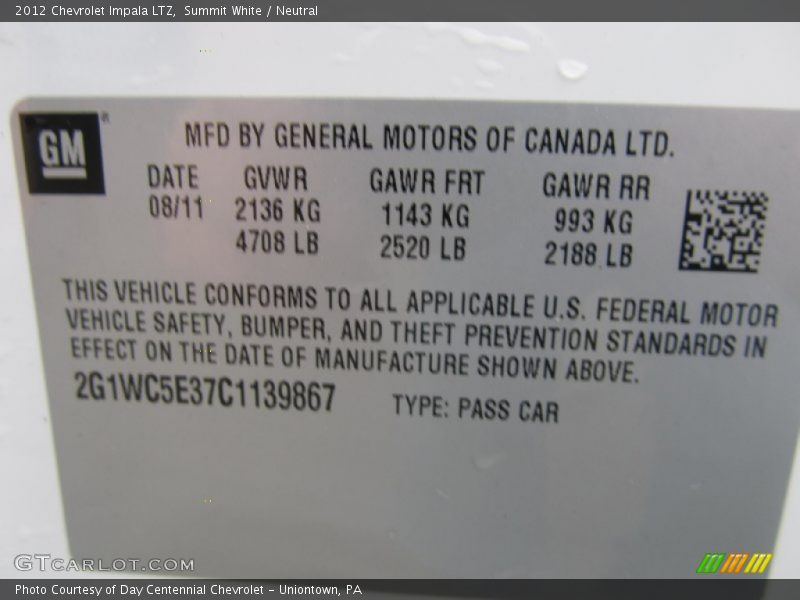 2012 Chevrolet Impala LTZ, Summit White / Neutral
GM®
MFD BY GENERAL MOTORS OF CANADA LTD.
DATE GVWR GAWR FRT GAWR RR
08/11 2136 KG 1143 KG 993 KG
4708 LB 2520 LB 2188 LB
THIS VEHICLE CONFORMS TO ALL APPLICABLE U.S. FEDERAL MOTOR
VEHICLE SAFETY, BUMPER, AND THEFT PREVENTION STANDARDS IN
EFFECT ON THE DATE OF MANUFACTURE SHOWN ABOVE.
2G1WC5E37C1139867 TYPE: PASS CAR
GTCARLOT.COM
Photo Courtesy of Day Centennial Chevrolet – Uniontown, PA